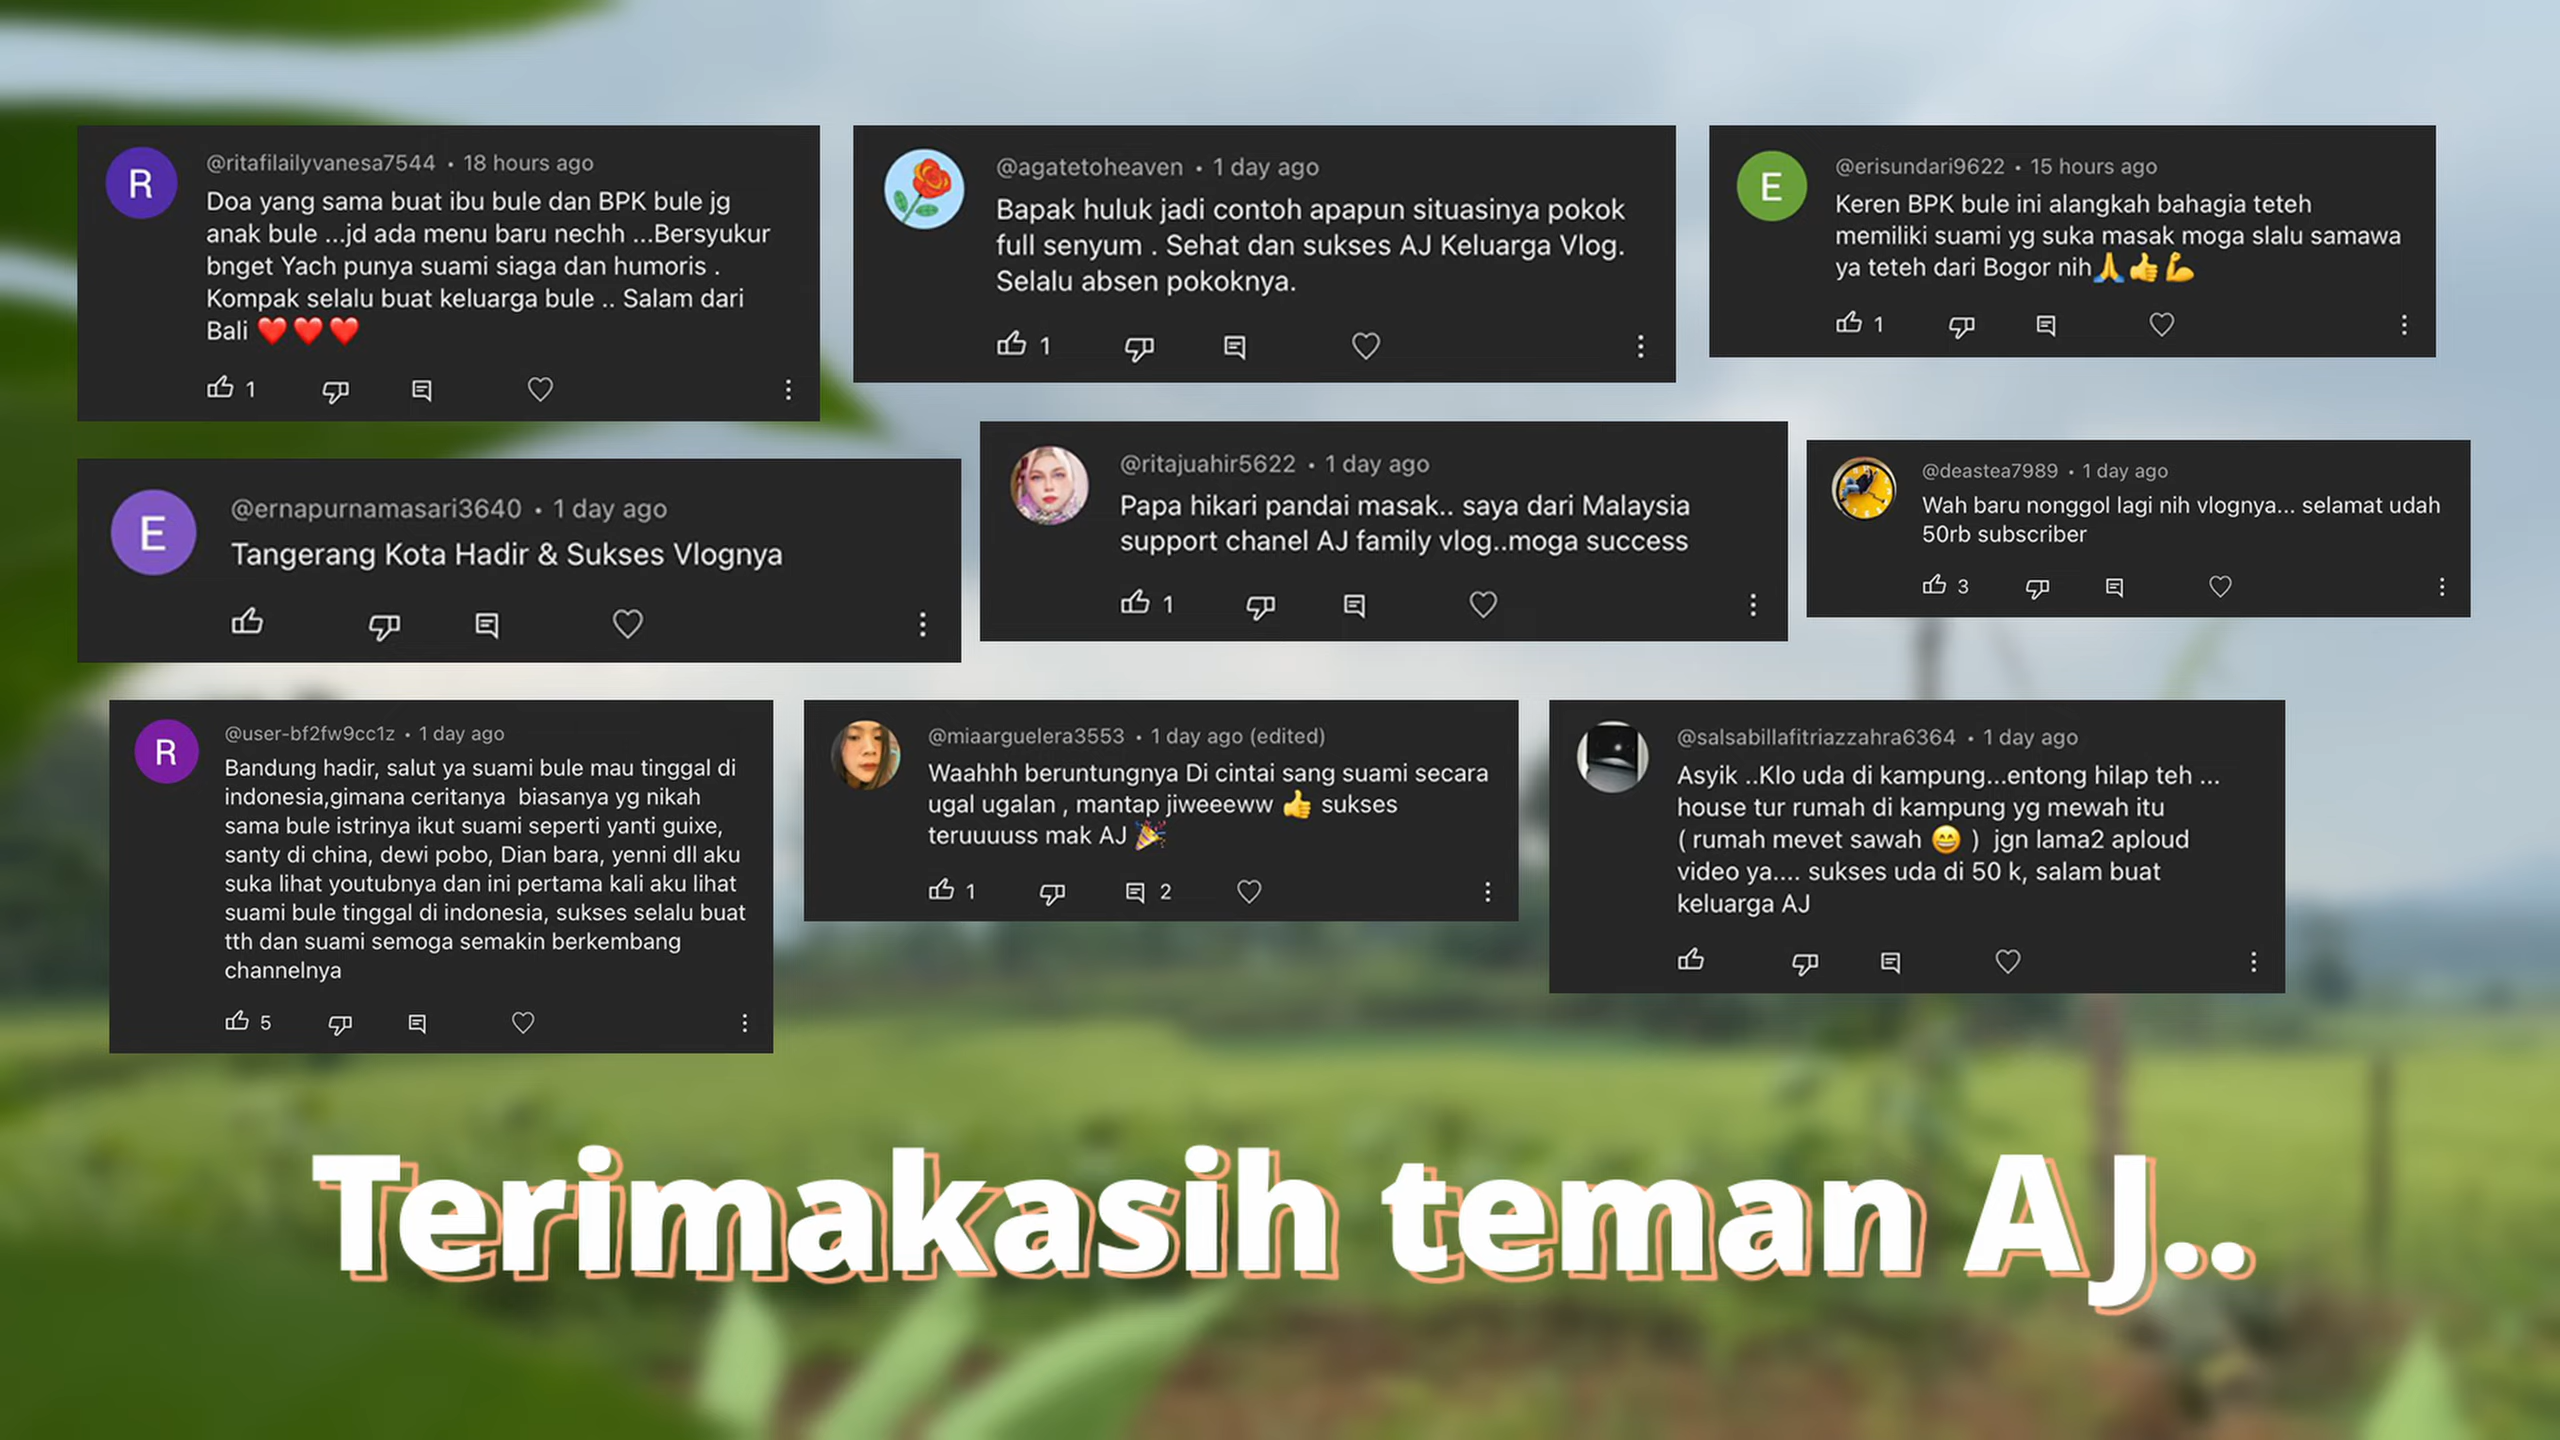 @ritafilailyvanesa7544 • 18 hours ago
Doa yang sama buat ibu bule dan BPK bule jg
anak bule ...jd ada menu baru nechh ...Bersyukur
bnget Yach punya suami siaga dan humoris .
Kompak selalu buat keluarga bule .. Salam dari
Bali ❤️❤️❤️
1
@agatetoheaven • 1 day ago
Bapak huluk jadi contoh apapun situasinya pokok
full senyum . Sehat dan sukses AJ Keluarga Vlog.
Selalu absen pokoknya.
1
@erisundari9622 • 15 hours ago
Keren BPK bule ini alangkah bahagia teteh
memiliki suami yg suka masak moga slalu samawa
ya teteh dari Bogor nih🙏👍💪
1
@ernapurnamasari3640 • 1 day ago
Tangerang Kota Hadir & Sukses Vlognya
@ritajuahir5622 • 1 day ago
Papa hikari pandai masak.. saya dari Malaysia
support chanel AJ family vlog..moga success
1
@deastea7989 • 1 day ago
Wah baru nonggol lagi nih vlognya... selamat udah
50rb subscriber
3
@user-bf2fw9cc1z • 1 day ago
Bandung hadir, salut ya suami bule mau tinggal di
indonesia,gimana ceritanya  biasanya yg nikah
sama bule istrinya ikut suami seperti yanti guixe,
santy di china, dewi pobo, Dian bara, yenni dll aku
suka lihat youtubnya dan ini pertama kali aku lihat
suami bule tinggal di indonesia, sukses selalu buat
tth dan suami semoga semakin berkembang
channelnya
5
@miaarguelera3553 • 1 day ago (edited)
Waahhh beruntungnya Di cintai sang suami secara
ugal ugalan , mantap jiweeeww 👍 sukses
teruuuuss mak AJ 🎉
1 2
@salsabillafitriazzahra6364 • 1 day ago
Asyik ..Klo uda di kampung...entong hilap teh ...
house tur rumah di kampung yg mewah itu
( rumah mevet sawah 😄 )  jgn lama2 aploud
video ya.... sukses uda di 50 k, salam buat
keluarga AJ
R
E
E
R
Terimakasih teman AJ..